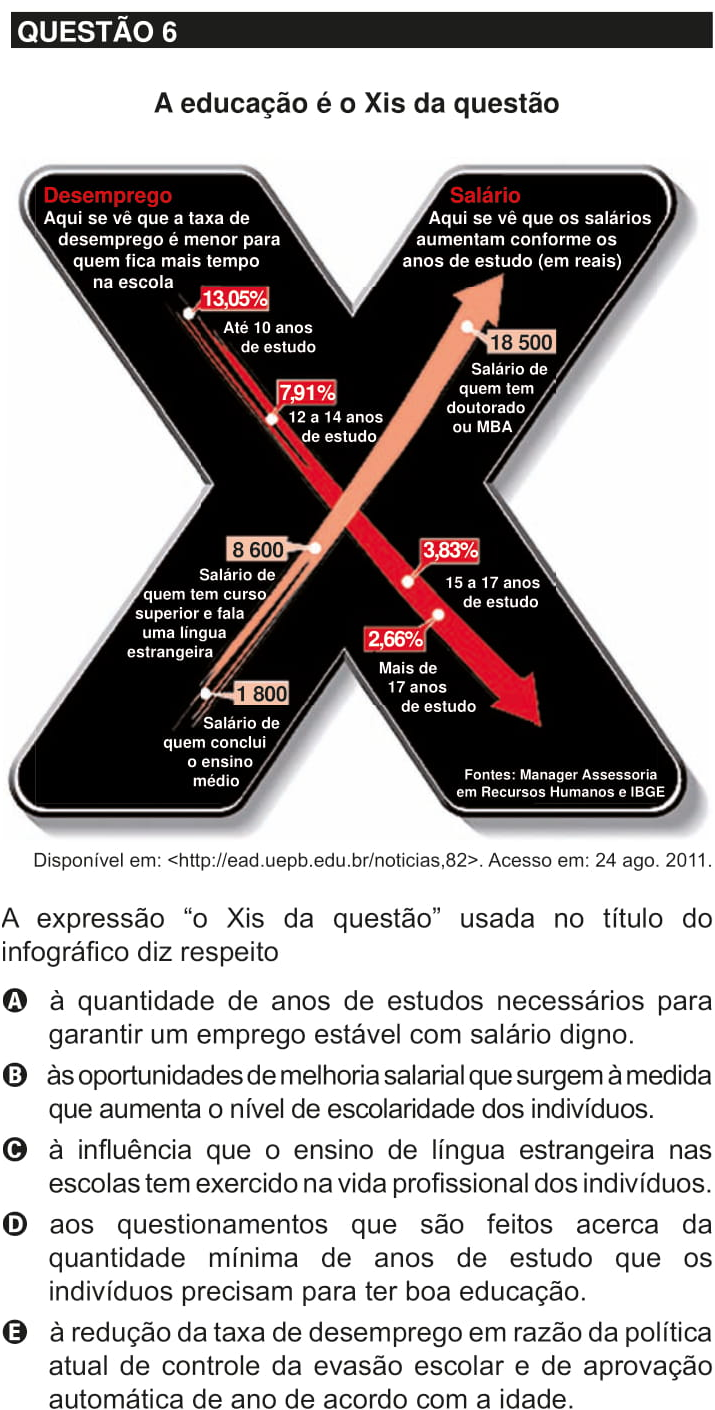 QUESTÃO 6
A educação é o Xis da questão
Desemprego
Aqui se vê que a taxa de
desemprego é menor para
quem fica mais tempo
na escola
13,05%
Até 10 anos
de estudo
7,91%
12 a 14 anos
de estudo
3,83%
15 a 17 anos
de estudo
2,66%
Mais de
17 anos
de estudo
Salário
Aqui se vê que os salários
aumentam conforme os
anos de estudo (em reais)
18 500
Salário de
quem tem
doutorado
ou MBA
8 600
Salário de
quem tem curso
superior e fala
uma língua
estrangeira
1 800
Salário de
quem conclui
o ensino
médio
Fontes: Manager Assessoria
em Recursos Humanos e IBGE
Disponível em: <http://ead.uepb.edu.br/noticias,82>. Acesso em: 24 ago. 2011.
A expressão “o Xis da questão” usada no título do
infográfico diz respeito
A à quantidade de anos de estudos necessários para
garantir um emprego estável com salário digno.
B às oportunidades de melhoria salarial que surgem à medida
que aumenta o nível de escolaridade dos indivíduos.
C à influência que o ensino de língua estrangeira nas
escolas tem exercido na vida profissional dos indivíduos.
D aos questionamentos que são feitos acerca da
quantidade mínima de anos de estudo que os
indivíduos precisam para ter boa educação.
E à redução da taxa de desemprego em razão da política
atual de controle da evasão escolar e de aprovação
automática de ano de acordo com a idade.